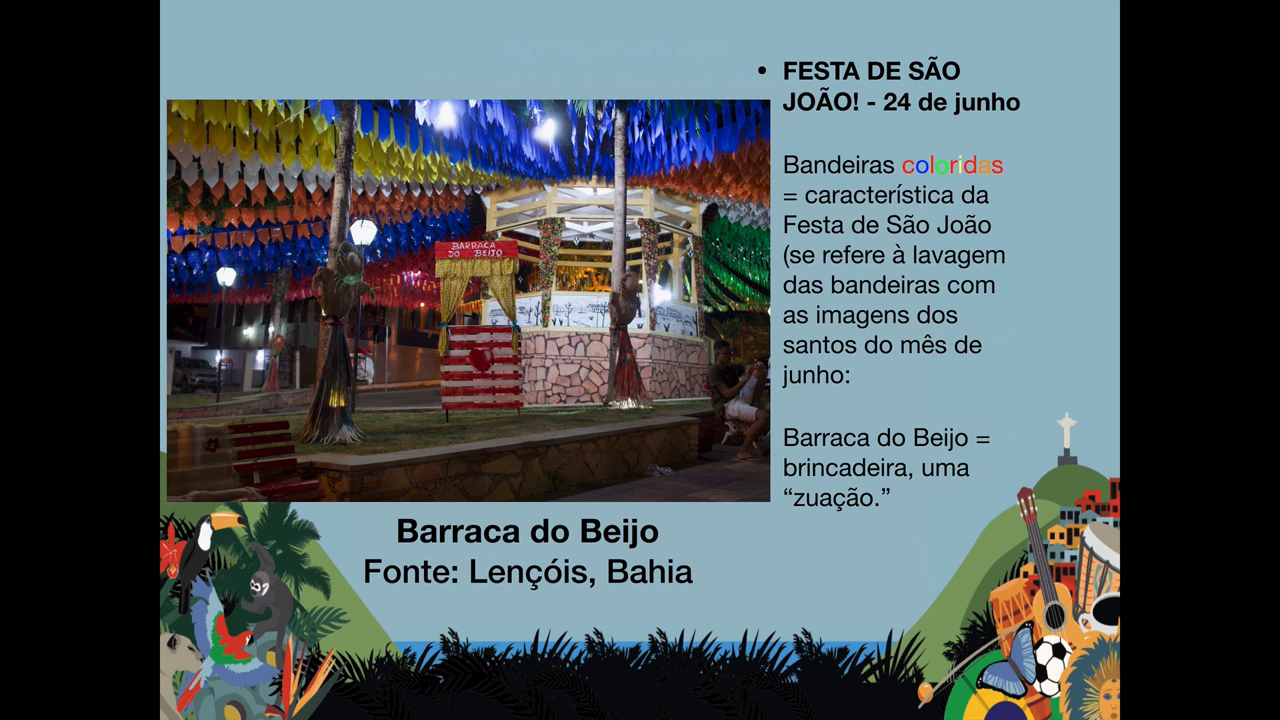 • FESTA DE SÃO
JOÃO! - 24 de junho
Bandeiras coloridas
= característica da
Festa de São João
(se refere à lavagem
das bandeiras com
as imagens dos
santos do mês de
junho:
Barraca do Beijo =
brincadeira, uma
“zuação.”
BARRACA
DO BEIJO
Barraca do Beijo
Fonte: Lençóis, Bahia